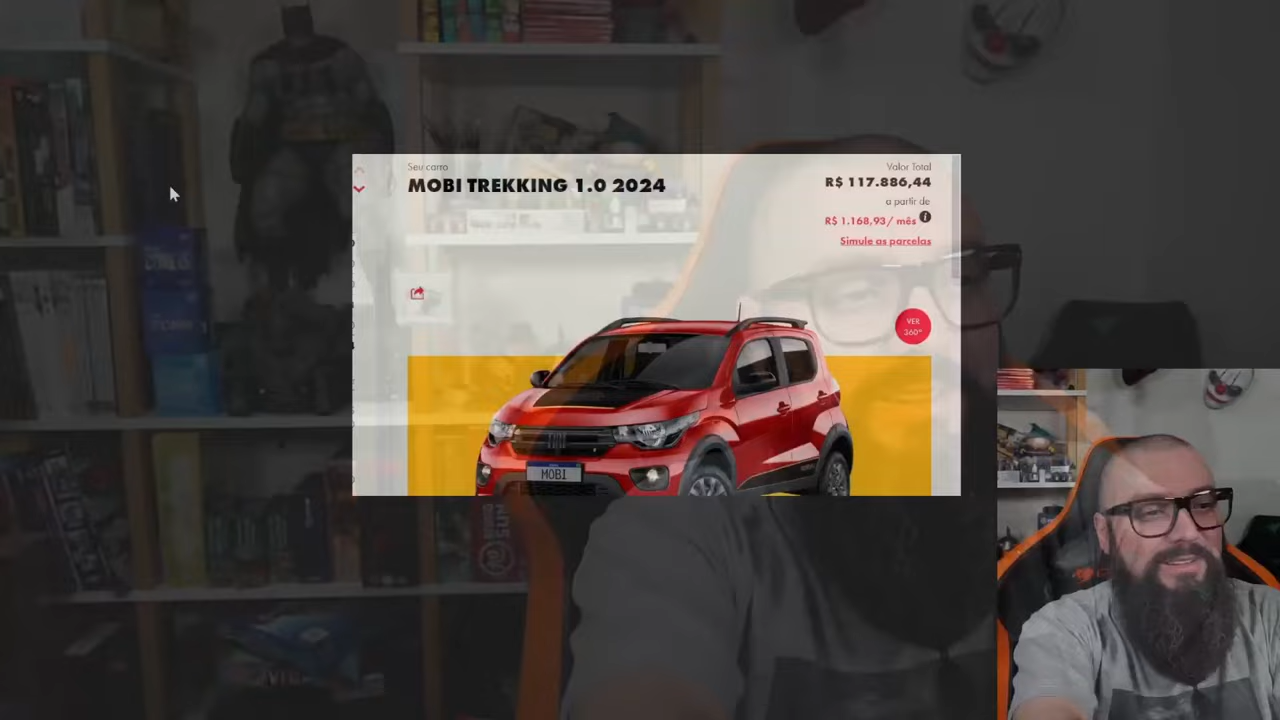 Seu carro
MOBI TREKKING 1.0 2024
Valor Total
R$ 117.886,44
a partir de
R$ 1.168,93/ mês
Simule as parcelas
VER
360°
MOBI